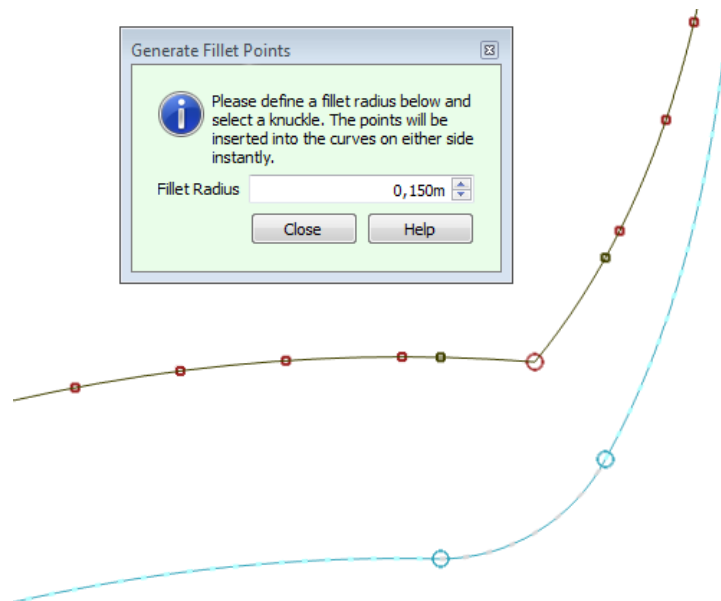 Generate Fillet Points
Please define a fillet radius below and
select a knuckle. The points will be
inserted into the curves on either side
instantly.
Fillet Radius 0,150m
Close Help